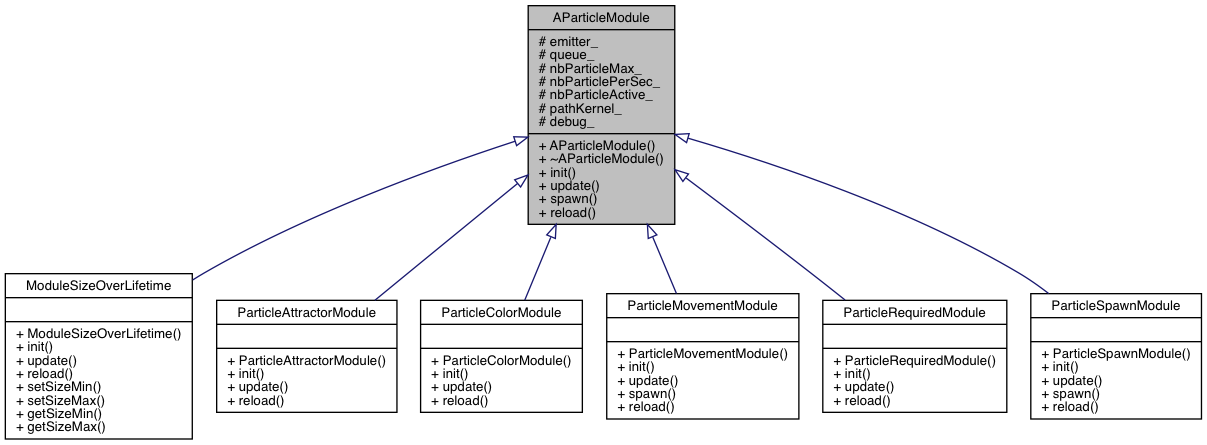 AParticleModule
# emitter_
# queue_
# nbParticleMax_
# nbParticlePerSec_
# nbParticleActive_
# pathKernel_
# debug_
+ AParticleModule()
+ ~AParticleModule()
+ init()
+ update()
+ spawn()
+ reload()
ModuleSizeOverLifetime
+ ModuleSizeOverLifetime()
+ init()
+ update()
+ reload()
+ setSizeMin()
+ setSizeMax()
+ getSizeMin()
+ getSizeMax()
ParticleAttractorModule
+ ParticleAttractorModule()
+ init()
+ update()
+ reload()
ParticleColorModule
+ ParticleColorModule()
+ init()
+ update()
+ reload()
ParticleMovementModule
+ ParticleMovementModule()
+ init()
+ update()
+ spawn()
+ reload()
ParticleRequiredModule
+ ParticleRequiredModule()
+ init()
+ update()
+ reload()
ParticleSpawnModule
+ ParticleSpawnModule()
+ init()
+ update()
+ spawn()
+ reload()